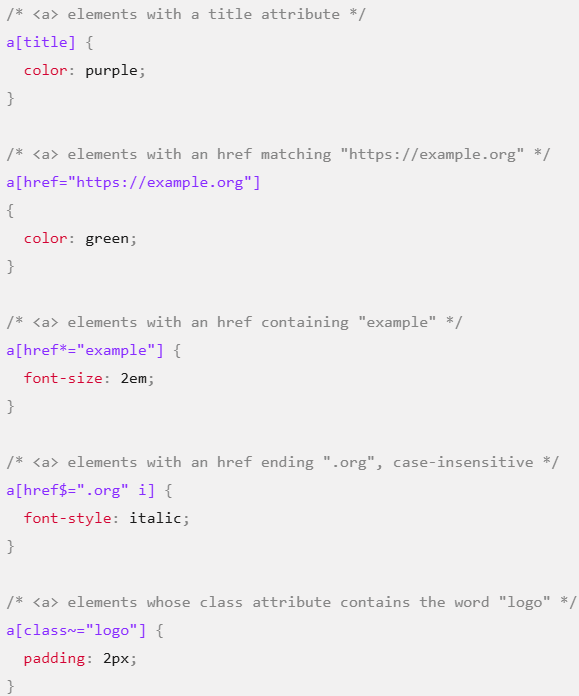 /* <a> elements with a title attribute */
a[title] {
  color: purple;
}

/* <a> elements with an href matching "https://example.org" */
a[href="https://example.org"]
{
  color: green;
}

/* <a> elements with an href containing "example" */
a[href*="example"] {
  font-size: 2em;
}

/* <a> elements with an href ending ".org", case-insensitive */
a[href$=".org" i] {
  font-style: italic;
}

/* <a> elements whose class attribute contains the word "logo" */
a[class~="logo"] {
  padding: 2px;
}